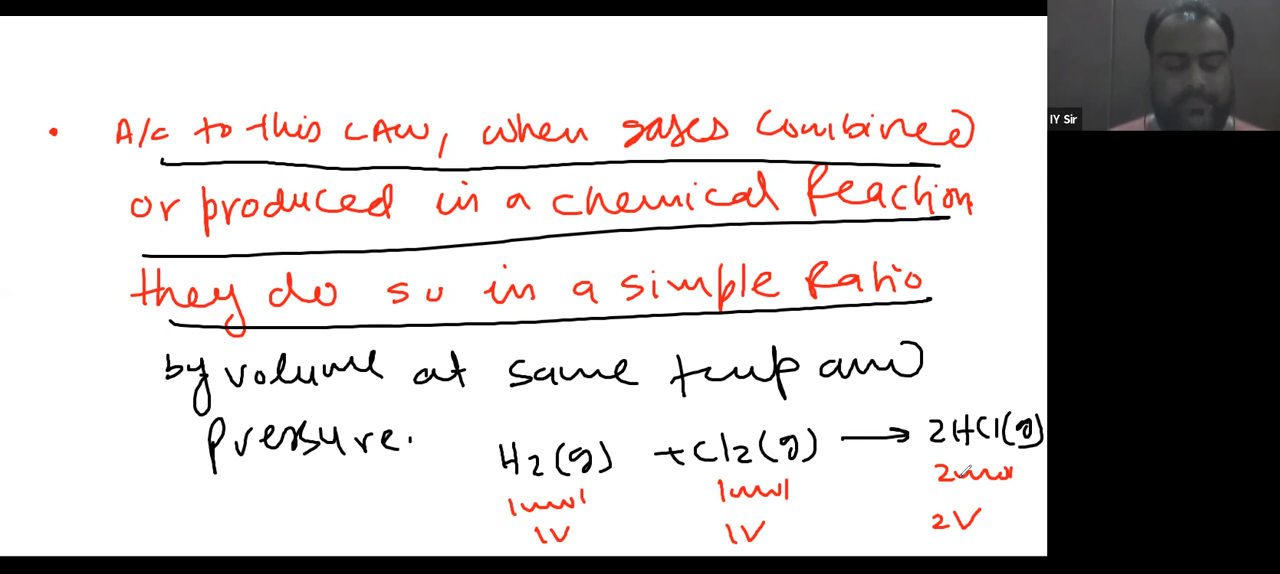 • A/c to this LAW, when gases combined
or produced in a chemical Reaction
they do so in a simple Ratio
by volume at same temp and
pressure.
H2(g) + Cl2(g) → 2HCl(g)
1mol 1mol 2mol
1V 1V 2V
IY Sir